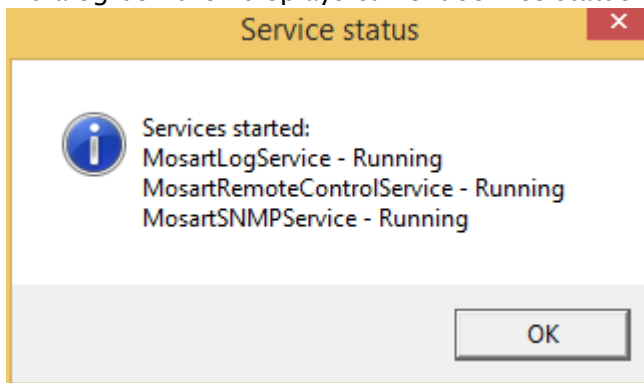 Service status
Services started:
MosartLogService - Running
MosartRemoteControlService - Running
MosartSNMPService - Running
OK